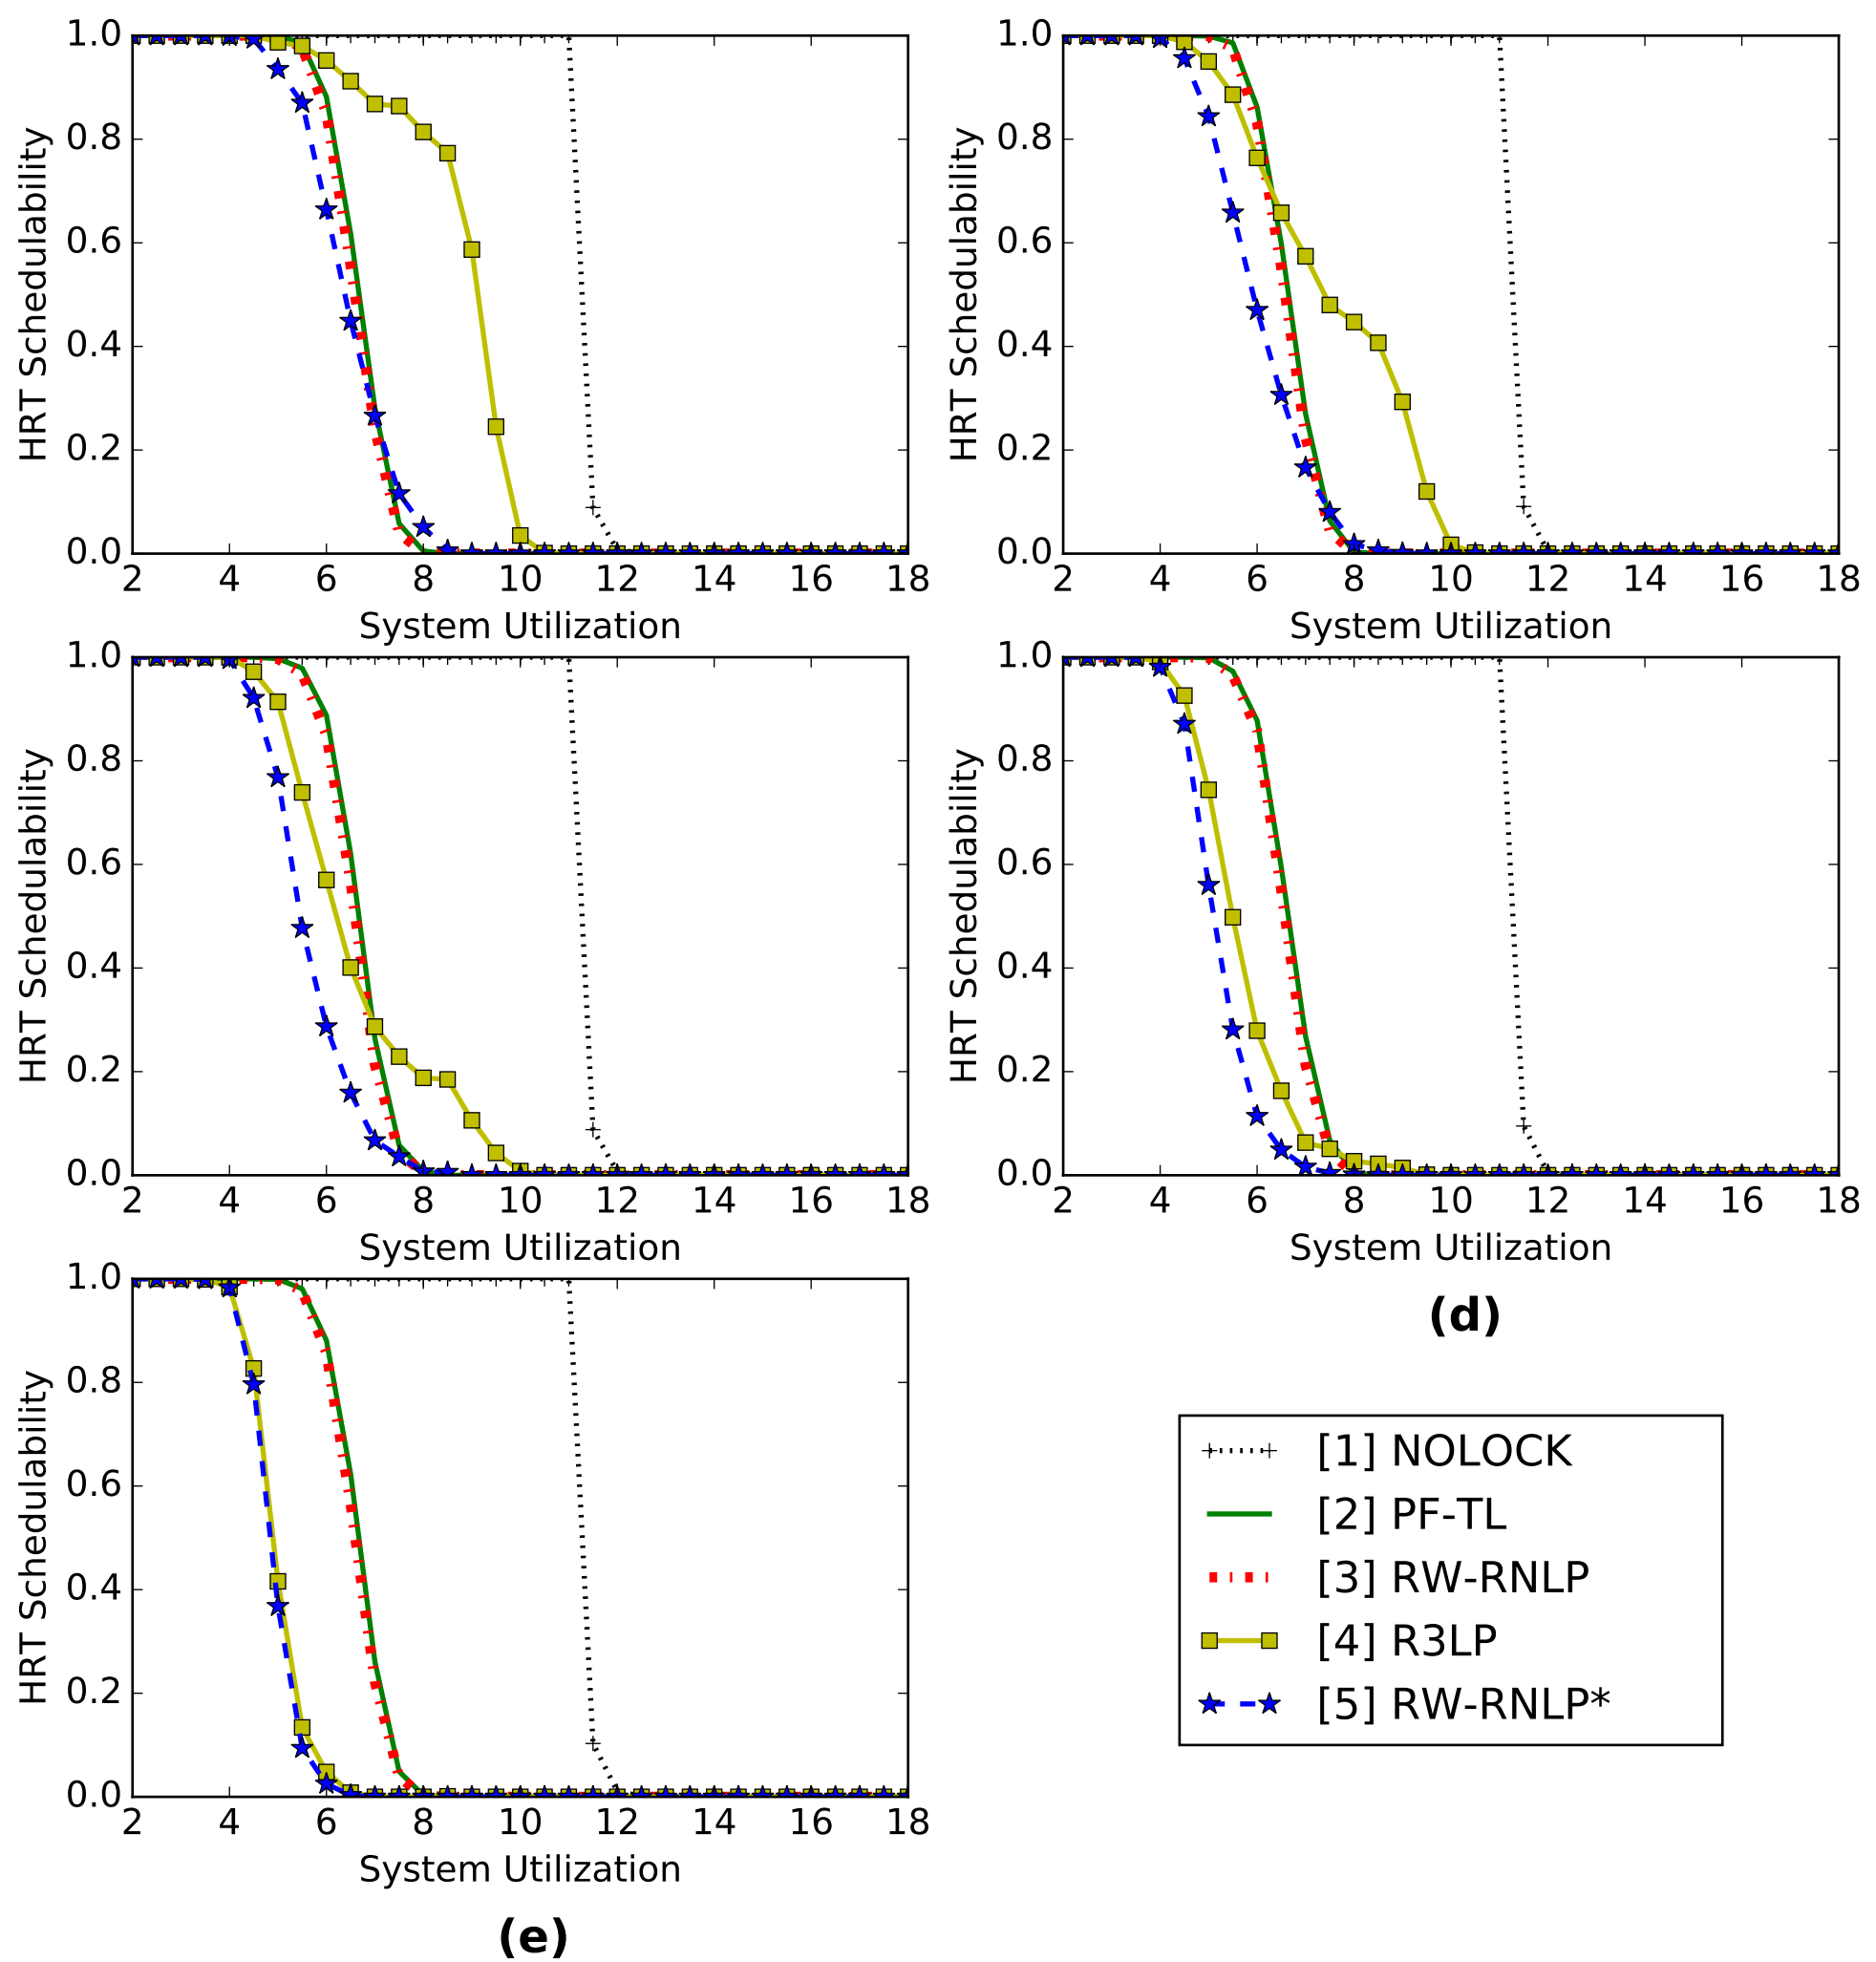 1.0
0.8
0.6
0.4
0.2
0.0
2 4 6 8 10 12 14 16 18
System Utilization
HRT Schedulability
1.0
0.8
0.6
0.4
0.2
0.0
2 4 6 8 10 12 14 16 18
System Utilization
HRT Schedulability
1.0
0.8
0.6
0.4
0.2
0.0
2 4 6 8 10 12 14 16 18
System Utilization
HRT Schedulability
1.0
0.8
0.6
0.4
0.2
0.0
2 4 6 8 10 12 14 16 18
System Utilization
HRT Schedulability
(d)
1.0
0.8
0.6
0.4
0.2
0.0
2 4 6 8 10 12 14 16 18
System Utilization
HRT Schedulability
(e)
[1] NOLOCK
[2] PF-TL
[3] RW-RNLP
[4] R3LP
[5] RW-RNLP*